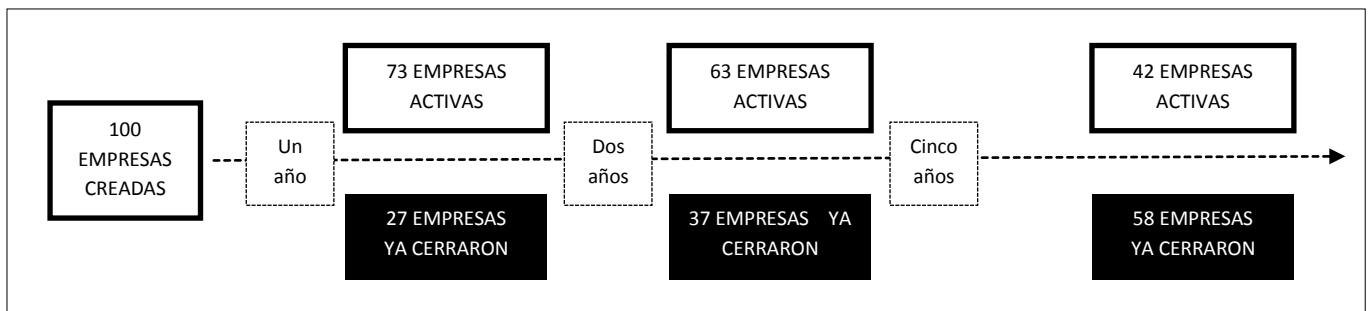 100
EMPRESAS
CREADAS
Un
año
73 EMPRESAS
ACTIVAS
27 EMPRESAS
YA CERRARON
Dos
años
63 EMPRESAS
ACTIVAS
37 EMPRESAS YA
CERRARON
Cinco
años
42 EMPRESAS
ACTIVAS
58 EMPRESAS
YA CERRARON